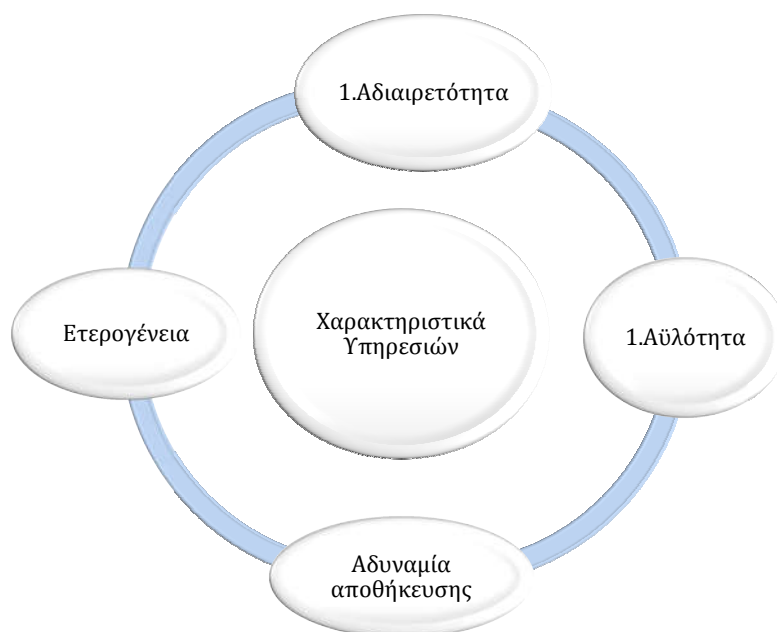 1.Αδιαιρετότητα
Ετερογένεια
Χαρακτηριστικά
Υπηρεσιών
1.Αϋλότητα
Αδυναμία
αποθήκευσης